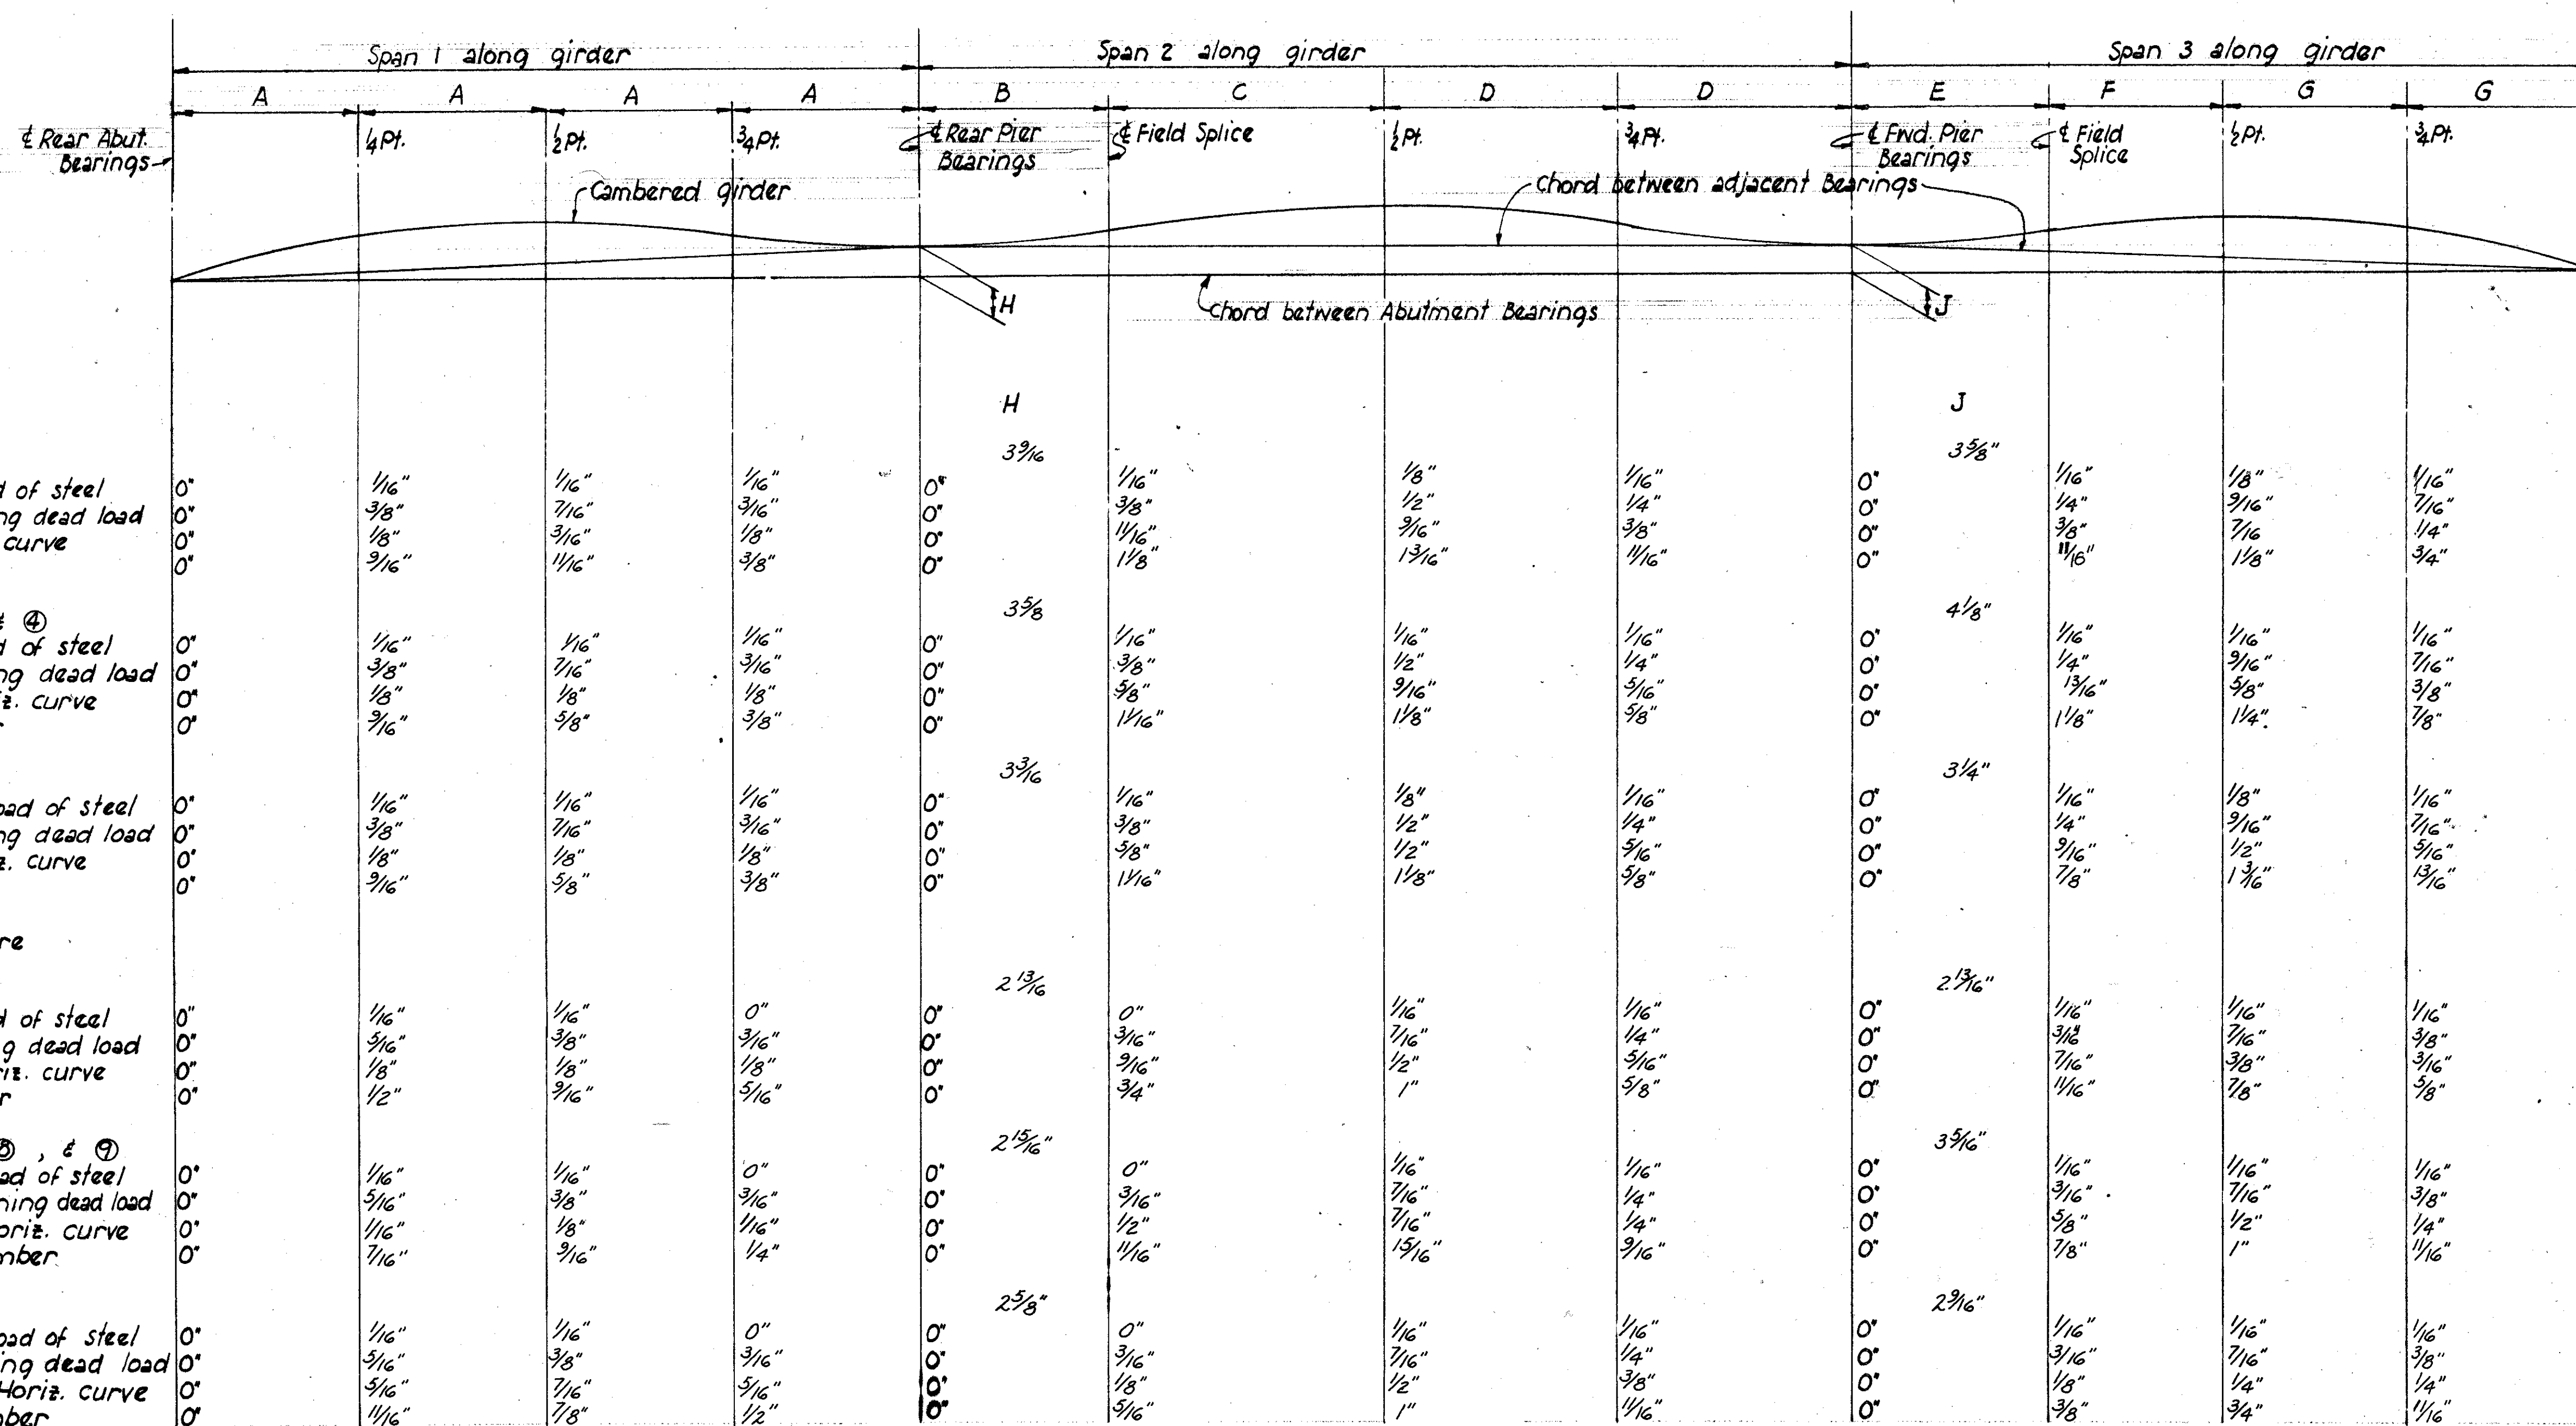 Span 1 along girder Span 2 along girder Span 3 along girder
A A A A B C D D E F G G
℄ Rear Abut. Bearings ¼ Pt. ½ Pt. ¾ Pt. ℄ Rear Pier Bearings ℄ Field Splice ½ Pt. ¾ Pt. ℄ Fwd. Pier Bearings ℄ Field Splice ½ Pt. ¾ Pt.
Cambered girder Chord between adjacent Bearings
H Chord between Abutment Bearings J
H J
3 9/16 3 5/8"
of steel 0" 1/16" 1/16" 1/16" 0" 1/16" 1/8" 1/16" 0" 1/16" 1/8" 1/16"
dead load 0" 3/8" 7/16" 3/16" 0" 3/8" 1/2" 1/4" 0" 1/4" 9/16" 7/16"
curve 0" 1/8" 3/16" 1/8" 0" 11/16" 9/16" 3/8" 0" 3/8" 7/16 1/4"
0" 9/16" 11/16" 3/8" 0" 1 1/8" 1 3/16" 11/16" 0" 11/16" 1 1/8" 3/4"
3 5/8 4 1/8"
④
of steel 0" 1/16" 1/16" 1/16" 0" 1/16" 1/16" 1/16" 0" 1/16" 1/16" 1/16"
dead load 0" 3/8" 7/16" 3/16" 0" 3/8" 1/2" 1/4" 0" 1/4" 9/16" 7/16"
z. curve 0" 1/8" 1/8" 1/8" 0" 5/8" 9/16" 5/16" 0" 13/16" 5/8" 3/8"
0" 9/16" 5/8" 3/8" 0" 1 1/16" 1 1/8" 5/8" 0" 1 1/8" 1 1/4" 7/8"
3 3/16 3 1/4"
oad of steel 0" 1/16" 1/16" 1/16" 0" 1/16" 1/8" 1/16" 0" 1/16" 1/8" 1/16"
ng dead load 0" 3/8" 7/16" 3/16" 0" 3/8" 1/2" 1/4" 0" 1/4" 9/16" 7/16"
z. curve 0" 1/8" 1/8" 1/8" 0" 5/8" 1/2" 5/16" 0" 9/16" 1/2" 5/16"
0" 9/16" 5/8" 3/8" 0" 1 1/16" 1 1/8" 5/8" 0" 7/8" 1 3/16" 13/16"
re
2 13/16 2 13/16"
of steel 0" 1/16" 1/16" 0" 0" 0" 1/16" 1/16" 0" 1/16" 1/16" 1/16"
g dead load 0" 5/16" 3/8" 3/16" 0" 3/16" 7/16" 1/4" 0" 3/16" 7/16" 3/8"
riz. curve 0" 1/8" 1/8" 1/8" 0" 9/16" 1/2" 5/16" 0" 7/16" 3/8" 3/16"
r 0" 1/2" 9/16" 5/16" 0" 3/4" 1" 5/8" 0" 11/16" 7/8" 5/8"
2 15/16" 3 5/16"
⑧ , & ⑨
ad of steel 0" 1/16" 1/16" 0" 0" 0" 1/16" 1/16" 0" 1/16" 1/16" 1/16"
ning dead load 0" 5/16" 3/8" 3/16" 0" 3/16" 7/16" 1/4" 0" 3/16" 7/16" 3/8"
oriz. curve 0" 1/16" 1/8" 1/16" 0" 1/2" 7/16" 1/4" 0" 5/8" 1/2" 1/4"
mber 0" 7/16" 9/16" 1/4" 0" 11/16" 15/16" 9/16" 0" 7/8" 1" 11/16"
2 5/8" 2 9/16"
oad of steel 0" 1/16" 1/16" 0" 0" 0" 1/16" 1/16" 0" 1/16" 1/16" 1/16"
ing dead load 0" 5/16" 3/8" 3/16" 0" 3/16" 7/16" 1/4" 0" 3/16" 7/16" 3/8"
Horiz. curve 0" 5/16" 7/16" 5/16" 0" 1/8" 1/2" 3/8" 0" 1/8" 1/4" 1/4"
mber 0" 11/16" 7/8" 1/2" 0" 5/16" 1" 11/16" 0" 3/8" 3/4" 11/16"